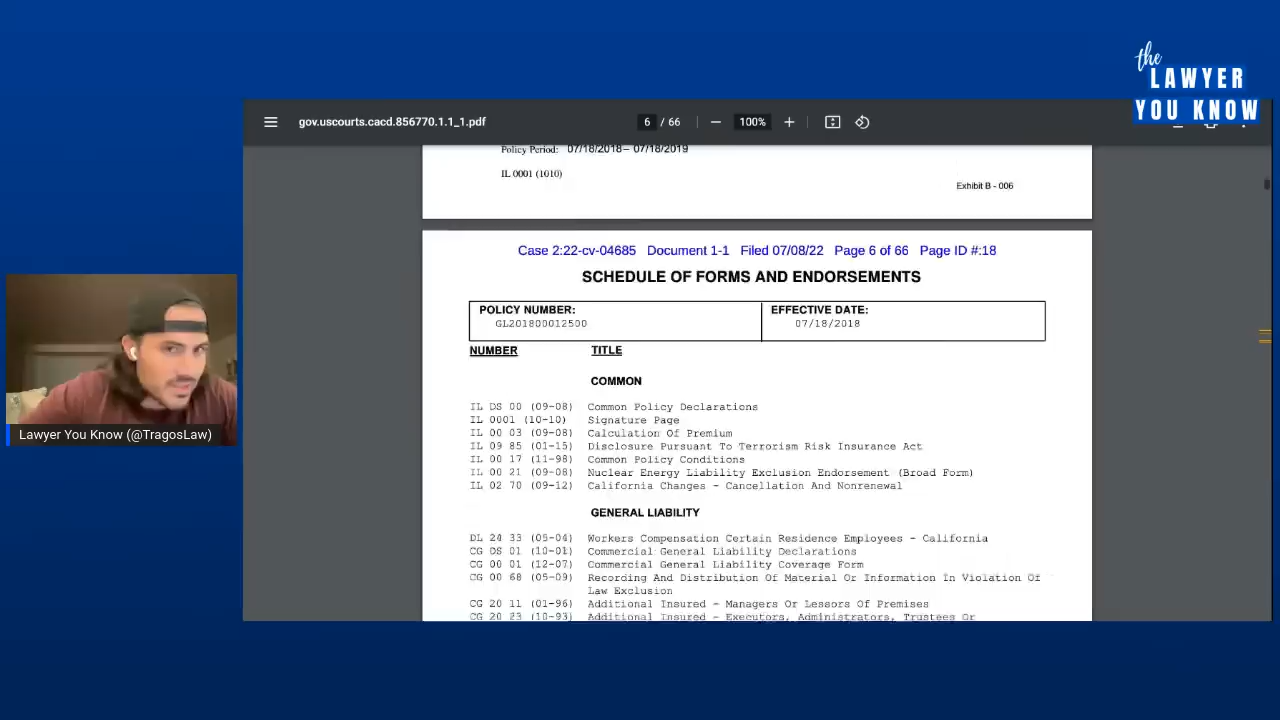 the
LAWYER
YOU KNOW
gov.uscourts.cacd.856770.1.1_1.pdf
6 / 66
100%
Policy Period: 07/18/2018 – 07/18/2019
IL 0001 (1010)
Exhibit B - 006
Case 2:22-cv-04685 Document 1-1 Filed 07/08/22 Page 6 of 66 Page ID #:18
SCHEDULE OF FORMS AND ENDORSEMENTS
POLICY NUMBER: EFFECTIVE DATE:
GL201800012500 07/18/2018
NUMBER TITLE
COMMON
IL DS 00 (09-08) Common Policy Declarations
IL 0001 (10-10) Signature Page
IL 00 03 (09-08) Calculation Of Premium
IL 09 85 (01-15) Disclosure Pursuant To Terrorism Risk Insurance Act
IL 00 17 (11-98) Common Policy Conditions
IL 00 21 (09-08) Nuclear Energy Liability Exclusion Endorsement (Broad Form)
IL 02 70 (09-12) California Changes - Cancellation And Nonrenewal
GENERAL LIABILITY
DL 24 33 (05-04) Workers Compensation Certain Residence Employees - California
CG DS 01 (10-01) Commercial General Liability Declarations
CG 00 01 (12-07) Commercial General Liability Coverage Form
CG 00 68 (05-09) Recording And Distribution Of Material Or Information In Violation Of
Law Exclusion
CG 20 11 (01-96) Additional Insured - Managers Or Lessors Of Premises
CG 20 23 (10-93) Additional Insured - Executors, Administrators, Trustees Or
Lawyer You Know (@TragosLaw)